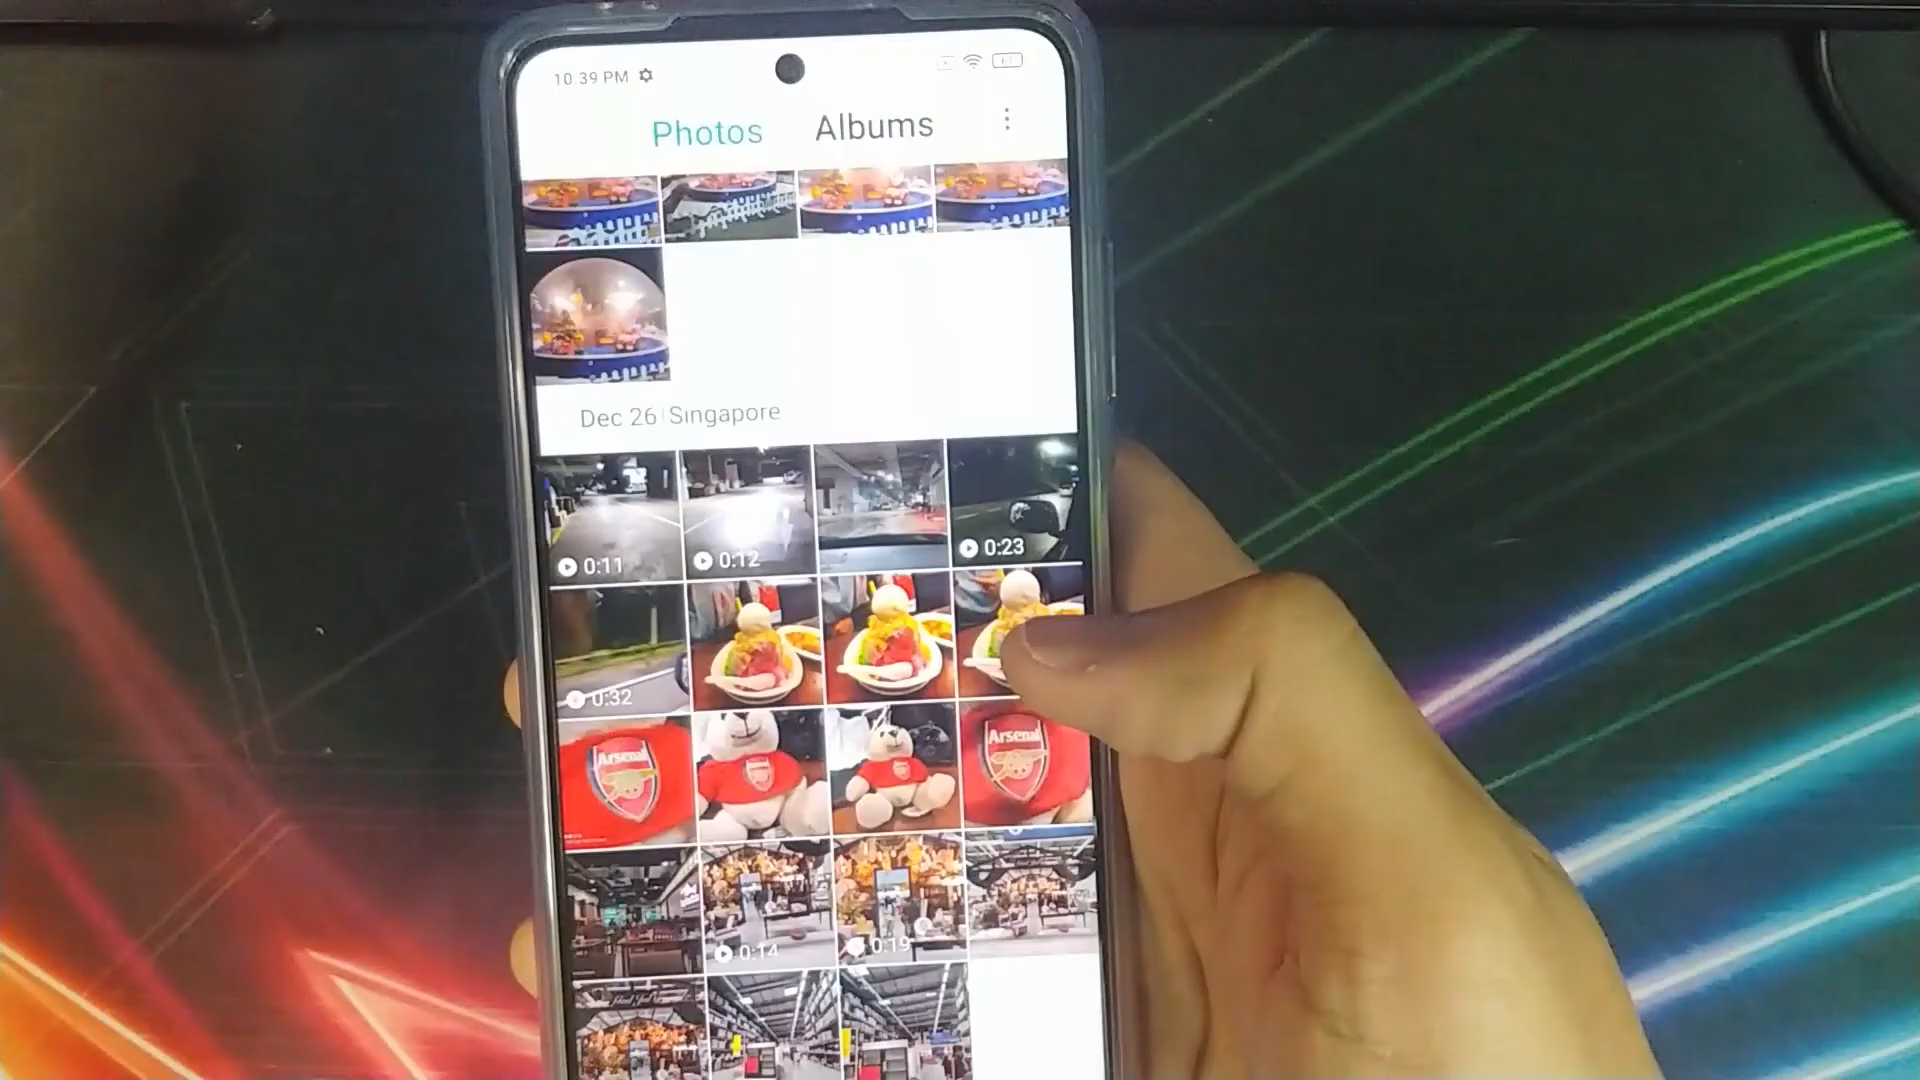 10:39 PM
61
Photos Albums
Dec 26 Singapore
0:11 0:12 0:23
0:32
Arsenal Arsenal
0:14 0:19